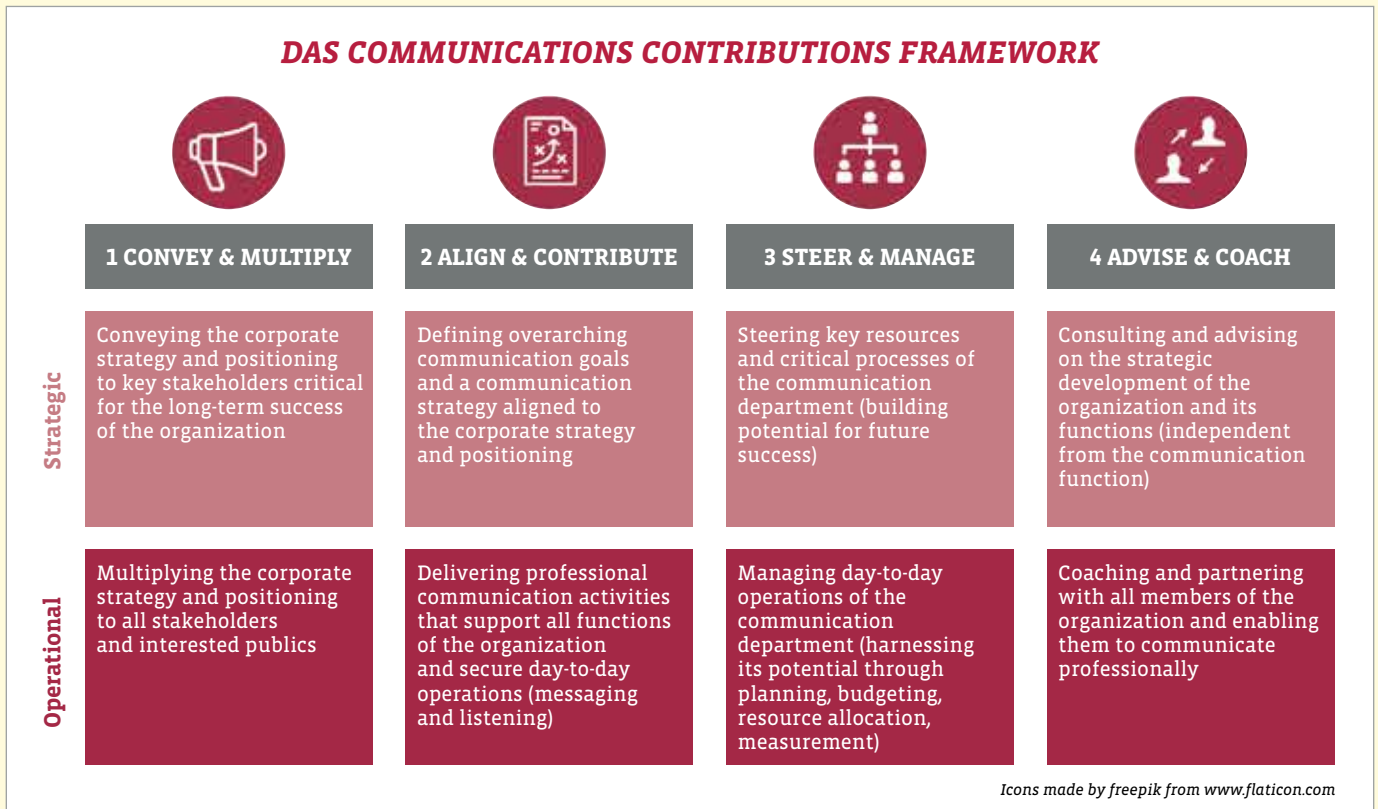 DAS COMMUNICATIONS CONTRIBUTIONS FRAMEWORK
1 CONVEY & MULTIPLY
2 ALIGN & CONTRIBUTE
3 STEER & MANAGE
4 ADVISE & COACH
Strategic
Conveying the corporate
strategy and positioning
to key stakeholders critical
for the long-term success
of the organization
Defining overarching
communication goals
and a communication
strategy aligned to
the corporate strategy
and positioning
Steering key resources
and critical processes of
the communication
department (building
potential for future
success)
Consulting and advising
on the strategic
development of the
organization and its
functions (independent
from the communication
function)
Operational
Multiplying the corporate
strategy and positioning
to all stakeholders
and interested publics
Delivering professional
communication activities
that support all functions
of the organization
and secure day-to-day
operations (messaging
and listening)
Managing day-to-day
operations of the
communication
department (harnessing
its potential through
planning, budgeting,
resource allocation,
measurement)
Coaching and partnering
with all members of the
organization and enabling
them to communicate
professionally
Icons made by freepik from www.flaticon.com